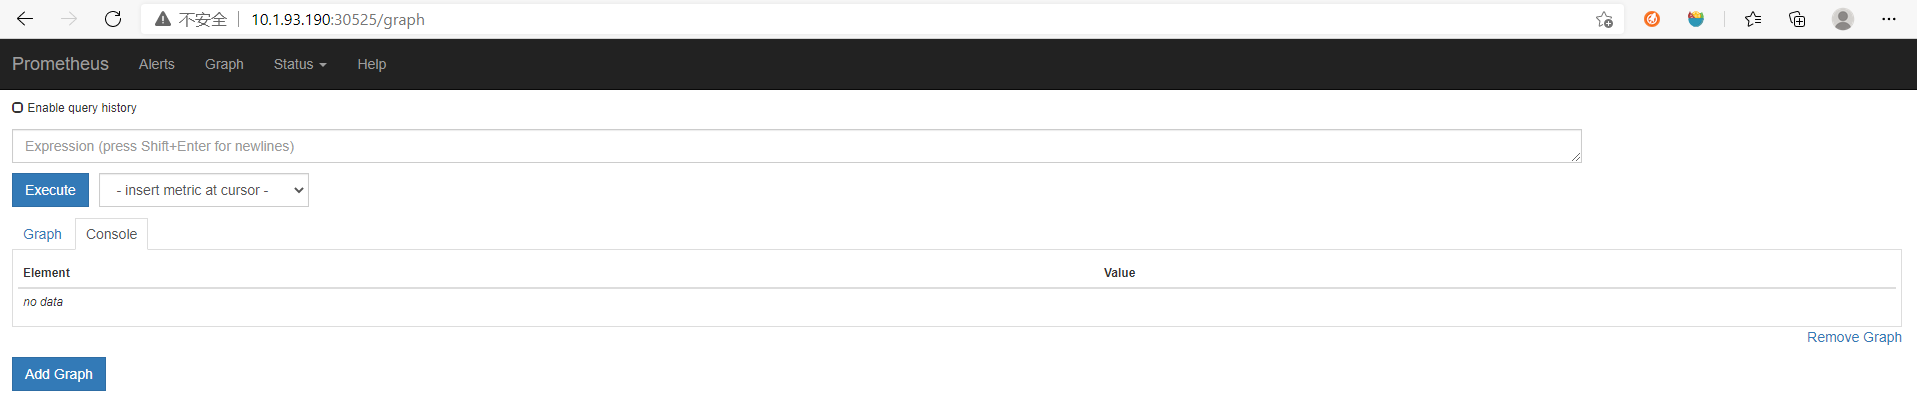 不安全 10.1.93.190:30525/graph
Prometheus Alerts Graph Status Help
Enable query history
Expression (press Shift+Enter for newlines)
Execute - insert metric at cursor -
Graph Console
Element Value
no data
Remove Graph
Add Graph